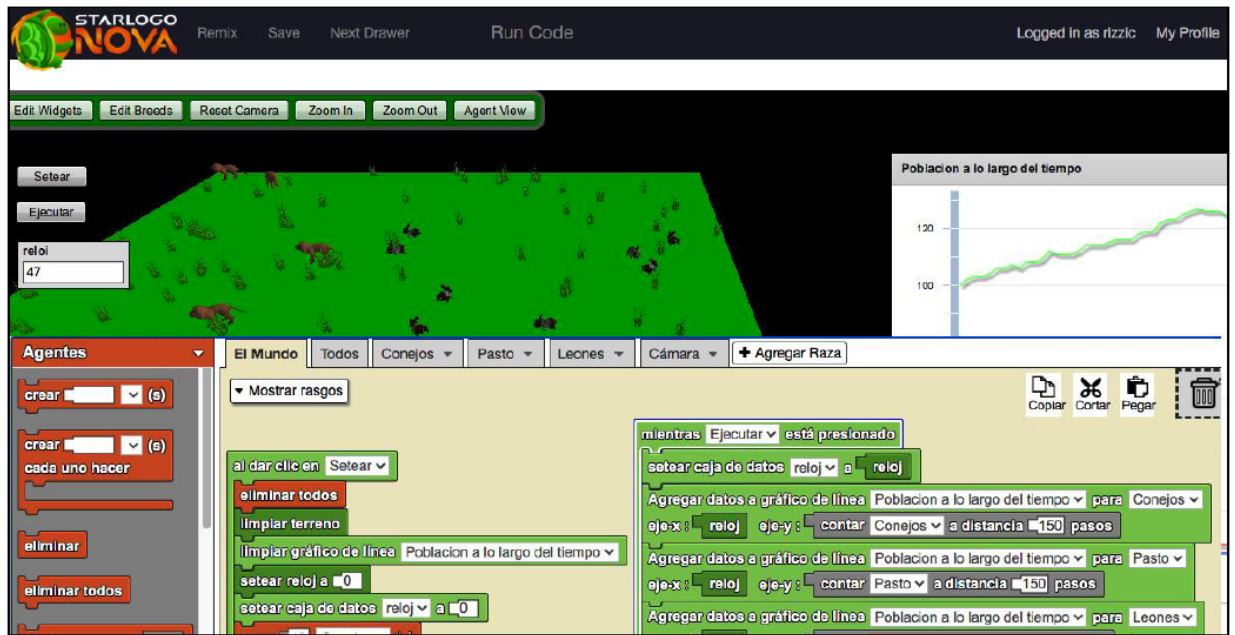 STARLOGO
NOVA
Remix Save Next Drawer Run Code Logged in as rizzic My Profile
Edit Widgets Edit Breeds Reset Camera Zoom In Zoom Out Agent View
Setear
Ejecutar
reloj
47
Poblacion a lo largo del tiempo
120
100
Agentes
crear (s)
crear (s)
cada uno hacer
eliminar
eliminar todos
El Mundo Todos Conejos Pasto Leones Cámara + Agregar Raza
Mostrar rasgos
Copiar Cortar Pegar
al dar clic en Setear
eliminar todos
limpiar terreno
limpiar gráfico de línea Poblacion a lo largo del tiempo
setear reloj a 0
setear caja de datos reloj a 0
mientras Ejecutar está presionado
setear caja de datos reloj a reloj
Agregar datos a gráfico de línea Poblacion a lo largo del tiempo para Conejos
eje-x: reloj eje-y: contar Conejos a distancia 150 pasos
Agregar datos a gráfico de línea Poblacion a lo largo del tiempo para Pasto
eje-x: reloj eje-y: contar Pasto a distancia 150 pasos
Agregar datos a gráfico de línea Poblacion a lo largo del tiempo para Leones